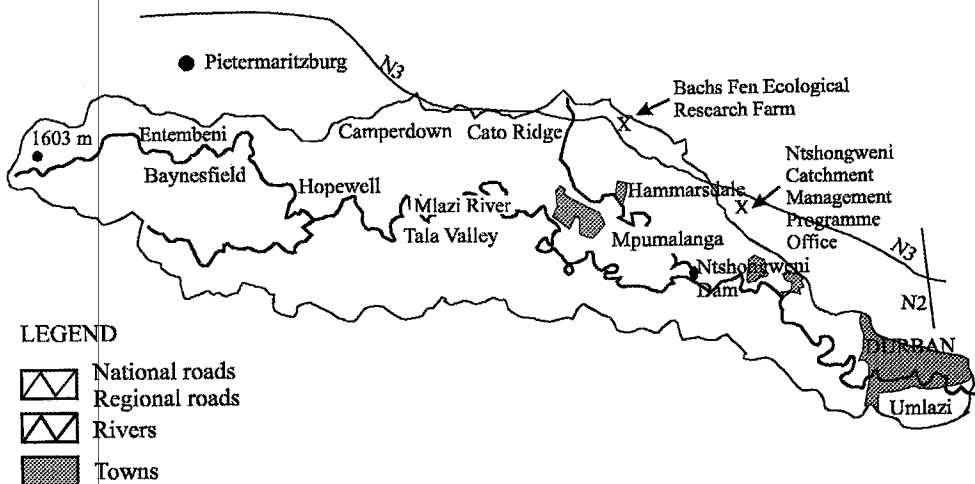 Pietermaritzburg
N3
Bachs Fen Ecological
Research Farm
X
1603 m
Entembeni
Camperdown
Cato Ridge
Baynesfield
Ntshongweni
Catchment
Management
Programme
Office
Hopewell
Hammarsdale
X
Mlazi River
Tala Valley
Mpumalanga
N3
Ntshongweni
Dam
N2
LEGEND
DURBAN
National roads
Regional roads
Umlazi
Rivers
Towns